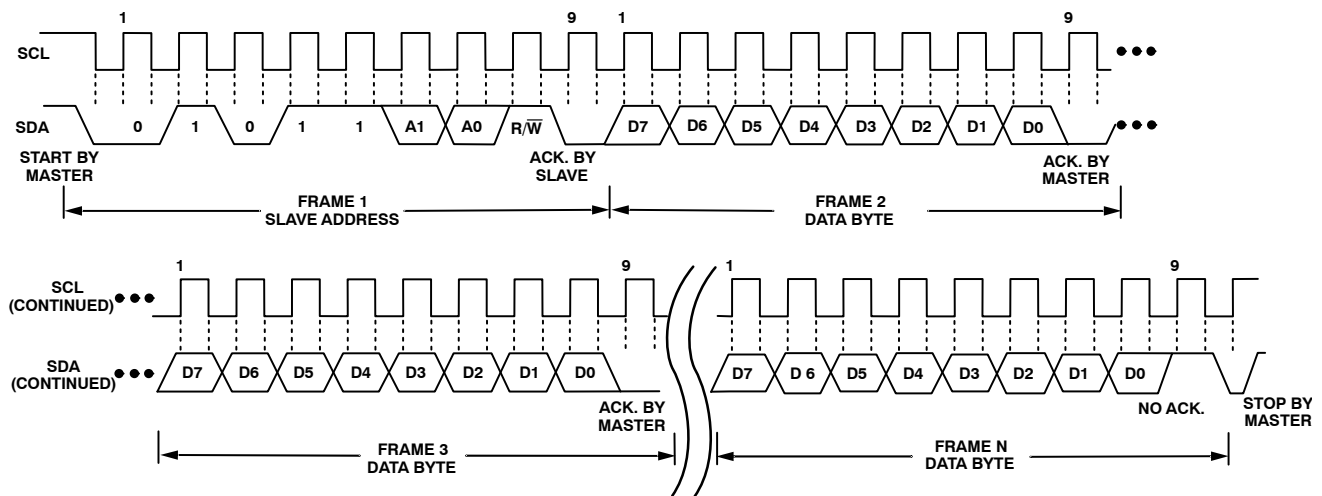 1 9 1 9
SCL
SDA 0 1 0 1 1 A1 A0 R/W̅ D7 D6 D5 D4 D3 D2 D1 D0
START BY
MASTER
ACK. BY
SLAVE
ACK. BY
MASTER
FRAME 1
SLAVE ADDRESS
FRAME 2
DATA BYTE
1 9 1 9
SCL
(CONTINUED)
SDA
(CONTINUED)
D7 D6 D5 D4 D3 D2 D1 D0 D7 D 6 D5 D4 D3 D2 D1 D0
ACK. BY
MASTER
NO ACK.
STOP BY
MASTER
FRAME 3
DATA BYTE
FRAME N
DATA BYTE